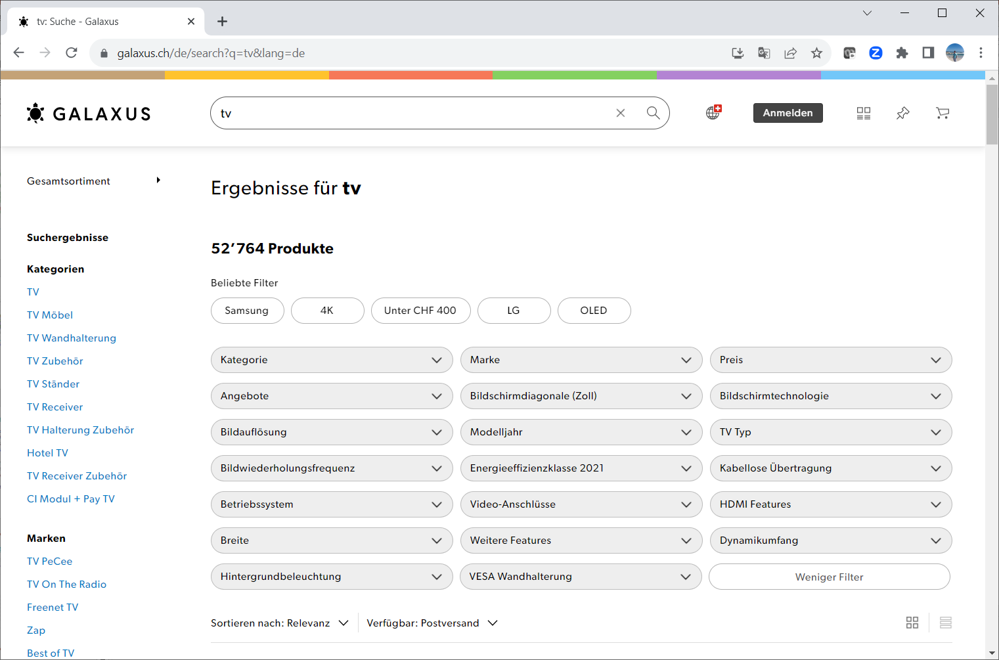 tv: Suche - Galaxus
galaxus.ch/de/search?q=tv&lang=de
GALAXUS
tv
Anmelden
Gesamtsortiment
Ergebnisse für tv
Suchergebnisse
52’764 Produkte
Kategorien
TV
TV Möbel
TV Wandhalterung
TV Zubehör
TV Ständer
TV Receiver
TV Halterung Zubehör
Hotel TV
TV Receiver Zubehör
CI Modul + Pay TV
Marken
TV PeCee
TV On The Radio
Freenet TV
Zap
Best of TV
Beliebte Filter
Samsung
4K
Unter CHF 400
LG
OLED
Kategorie
Marke
Preis
Angebote
Bildschirmdiagonale (Zoll)
Bildschirmtechnologie
Bildauflösung
Modelljahr
TV Typ
Bildwiederholungsfrequenz
Energieeffizienzklasse 2021
Kabellose Übertragung
Betriebssystem
Video-Anschlüsse
HDMI Features
Breite
Weitere Features
Dynamikumfang
Hintergrundbeleuchtung
VESA Wandhalterung
Weniger Filter
Sortieren nach: Relevanz
Verfügbar: Postversand